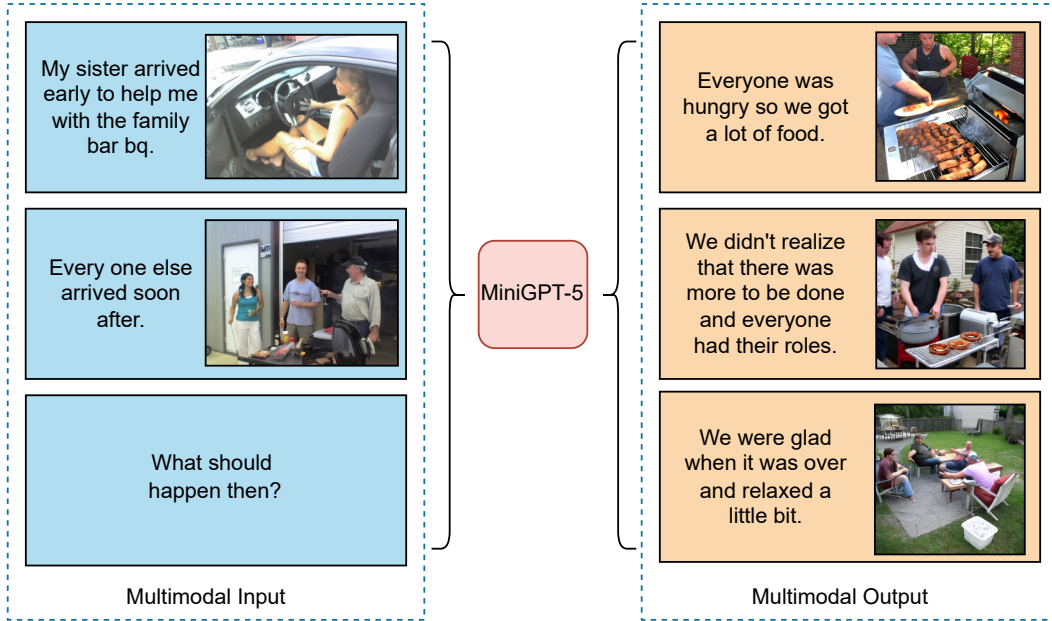 My sister arrived
early to help me
with the family
bar bq.
Every one else
arrived soon
after.
What should
happen then?
Multimodal Input
MiniGPT-5
Everyone was
hungry so we got
a lot of food.
We didn't realize
that there was
more to be done
and everyone
had their roles.
We were glad
when it was over
and relaxed a
little bit.
Multimodal Output